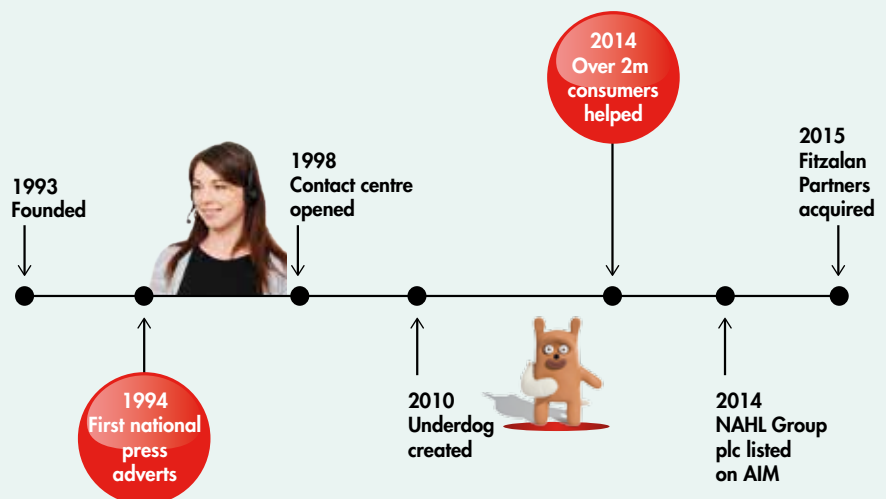 1993
Founded
1994
First national
press
adverts
1998
Contact centre
opened
2010
Underdog
created
2014
Over 2m
consumers
helped
2014
NAHL Group
plc listed
on AIM
2015
Fitzalan
Partners
acquired